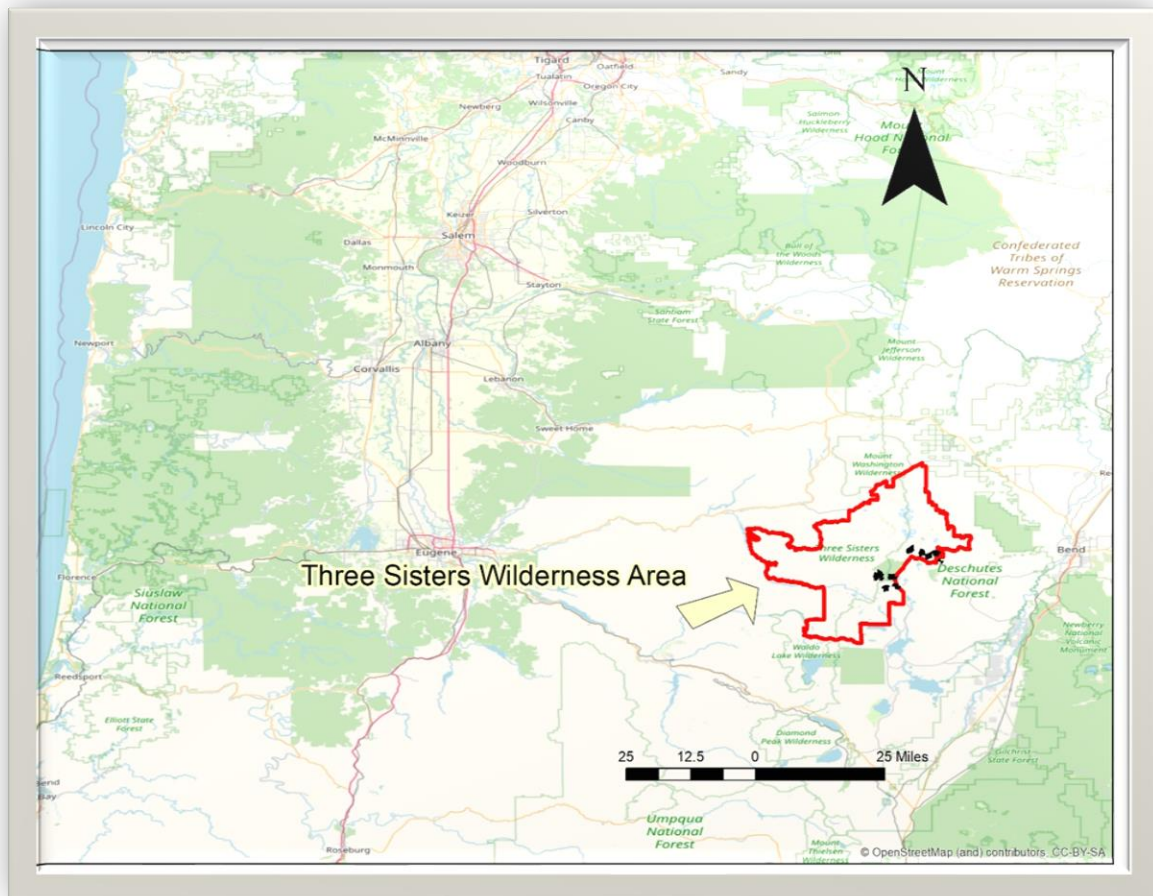 Tigard
Tualatin
Oatfield
Oregon City
Sandy
Wilderness
N
Newberg
Wilsonville
Canby
Salmon
Huckleberry
Wilderness
McMinnville
Woodburn
Keizer
Silverton
Lincoln City
Salem
Dallas
Bull of
the Woods
Wilderness
Confederated
Tribes of
Warm Springs
Reservation
Monmouth
Stayton
Santiam
State Forest
Newport
Albany
Mount
Jefferson
Wilderness
Corvallis
Lebanon
Sweet Home
Mount
Washington
Wilderness
Eugene
Three Sisters
Wilderness
Bend
Florence
Three Sisters Wilderness Area
Deschutes
National
Forest
Siuslaw
National
Forest
Newberry
National
Volcanic
Monument
Waldo
Lake Wilderness
Reedsport
Elliott State
Forest
Diamond
Peak Wilderness
Gilchrist
State Forest
25 12.5 0 25 Miles
Umpqua
National
Forest
Mount
Thielsen
Wilderness
Roseburg
© OpenStreetMap (and) contributors, CC-BY-SA